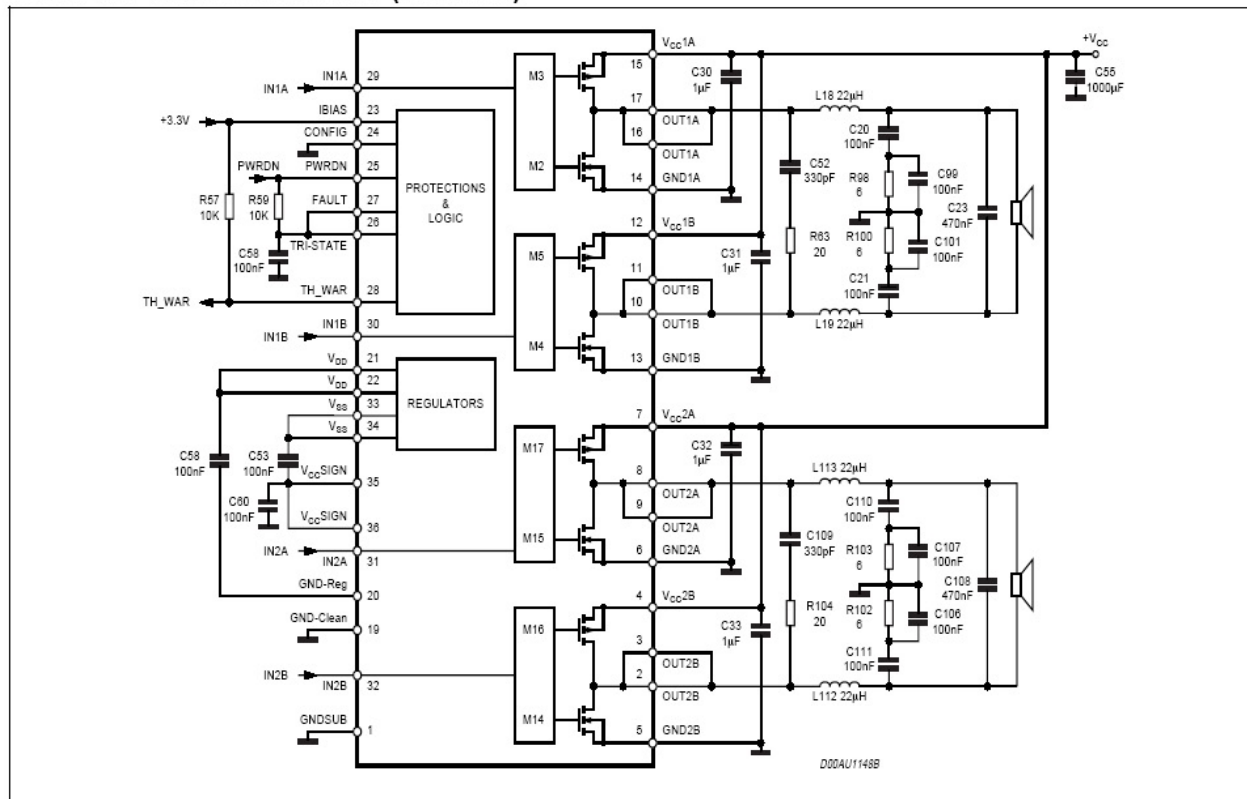 VCC1A
+VCC
15
M3
C30
1µF
C55
1000µF
IN1A
IN1A
29
L18 22µH
17
OUT1A
IBIAS
+3.3V
23
16
OUT1A
C20
100nF
CONFIG
24
M2
C52
330pF
PWRDN
PWRDN
25
14
GND1A
R98
6
C99
100nF
R57
10K
R59
10K
FAULT
27
PROTECTIONS
&
LOGIC
C23
470nF
26
12
VCC1B
TRI-STATE
C58
100nF
M5
C31
1µF
R63
20
R100
6
C101
100nF
11
OUT1B
C21
100nF
TH_WAR
TH_WAR
28
10
OUT1B
L19 22µH
IN1B
IN1B
30
M4
13
GND1B
VDD
21
VDD
22
REGULATORS
VSS
33
VSS
34
7
VCC2A
M17
C32
1µF
C58
100nF
C53
100nF
VCCSIGN
35
8
OUT2A
L113 22µH
C60
100nF
9
OUT2A
C110
100nF
VCCSIGN
36
M15
C109
330pF
IN2A
IN2A
31
6
GND2A
R103
6
C107
100nF
GND-Reg
20
C108
470nF
4
VCC2B
GND-Clean
19
M16
C33
1µF
R104
20
R102
6
C106
100nF
3
OUT2B
C111
100nF
IN2B
IN2B
32
2
OUT2B
L112 22µH
M14
GNDSUB
1
5
GND2B
D00AU1148B